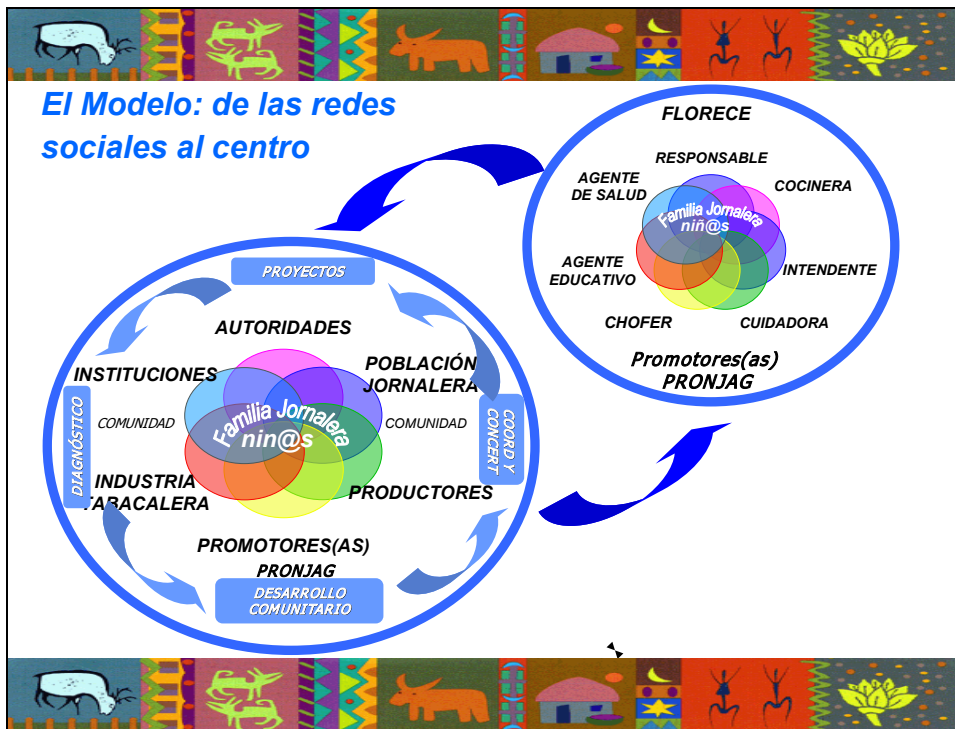 El Modelo: de las redes
sociales al centro
FLORECE
RESPONSABLE
AGENTE
DE SALUD
COCINERA
Familia Jornalera
niñ@s
AGENTE
EDUCATIVO
INTENDENTE
CHOFER
CUIDADORA
Promotores(as)
PRONJAG
PROYECTOS
AUTORIDADES
INSTITUCIONES
POBLACIÓN
JORNALERA
COMUNIDAD
Familia Jornalera
nin@s
COMUNIDAD
DIAGNÓSTICO
COORD Y
CONCERT
INDUSTRIA
TABACALERA
PRODUCTORES
PROMOTORES(AS)
PRONJAG
DESARROLLO
COMUNITARIO